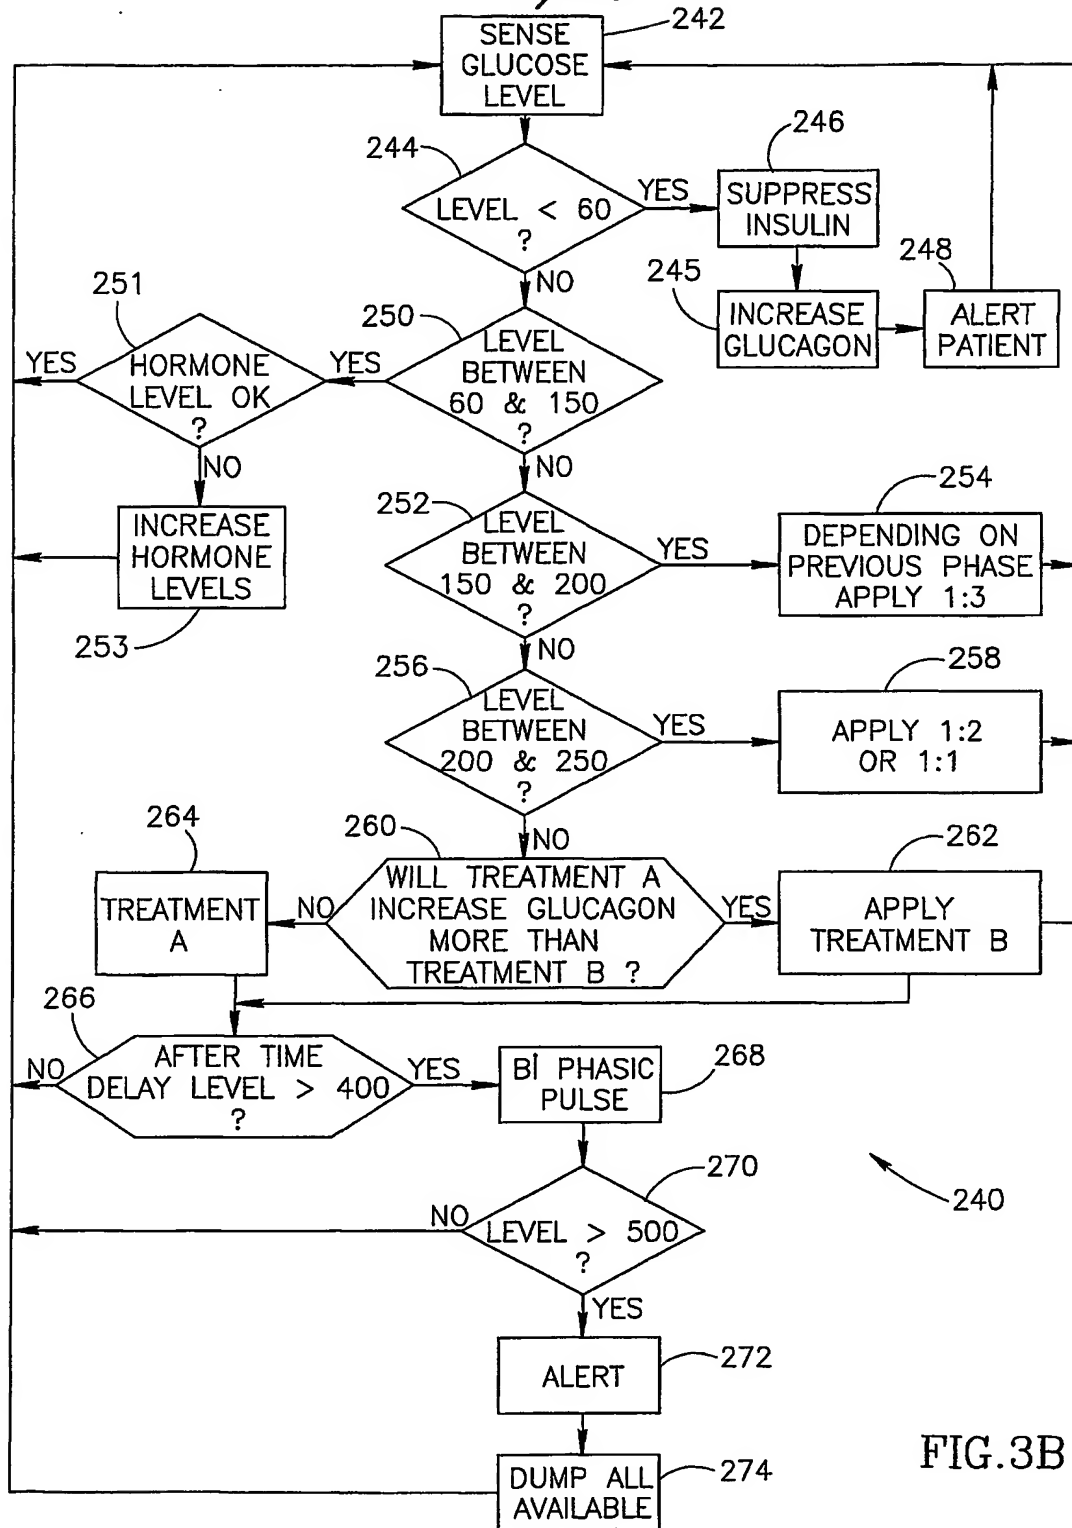 242
SENSE
GLUCOSE
LEVEL
244
LEVEL < 60
?
YES
NO
246
SUPPRESS
INSULIN
245
INCREASE
GLUCAGON
248
ALERT
PATIENT
250
LEVEL
BETWEEN
60 & 150
?
YES
NO
251
HORMONE
LEVEL OK
?
YES
NO
INCREASE
HORMONE
LEVELS
253
252
LEVEL
BETWEEN
150 & 200
?
YES
NO
254
DEPENDING ON
PREVIOUS PHASE
APPLY 1:3
256
LEVEL
BETWEEN
200 & 250
?
YES
NO
258
APPLY 1:2
OR 1:1
260
WILL TREATMENT A
INCREASE GLUCAGON
MORE THAN
TREATMENT B ?
NO
YES
264
TREATMENT
A
262
APPLY
TREATMENT B
266
AFTER TIME
DELAY LEVEL > 400
?
NO
YES
268
BI PHASIC
PULSE
270
LEVEL > 500
?
NO
YES
240
272
ALERT
274
DUMP ALL
AVAILABLE
FIG.3B